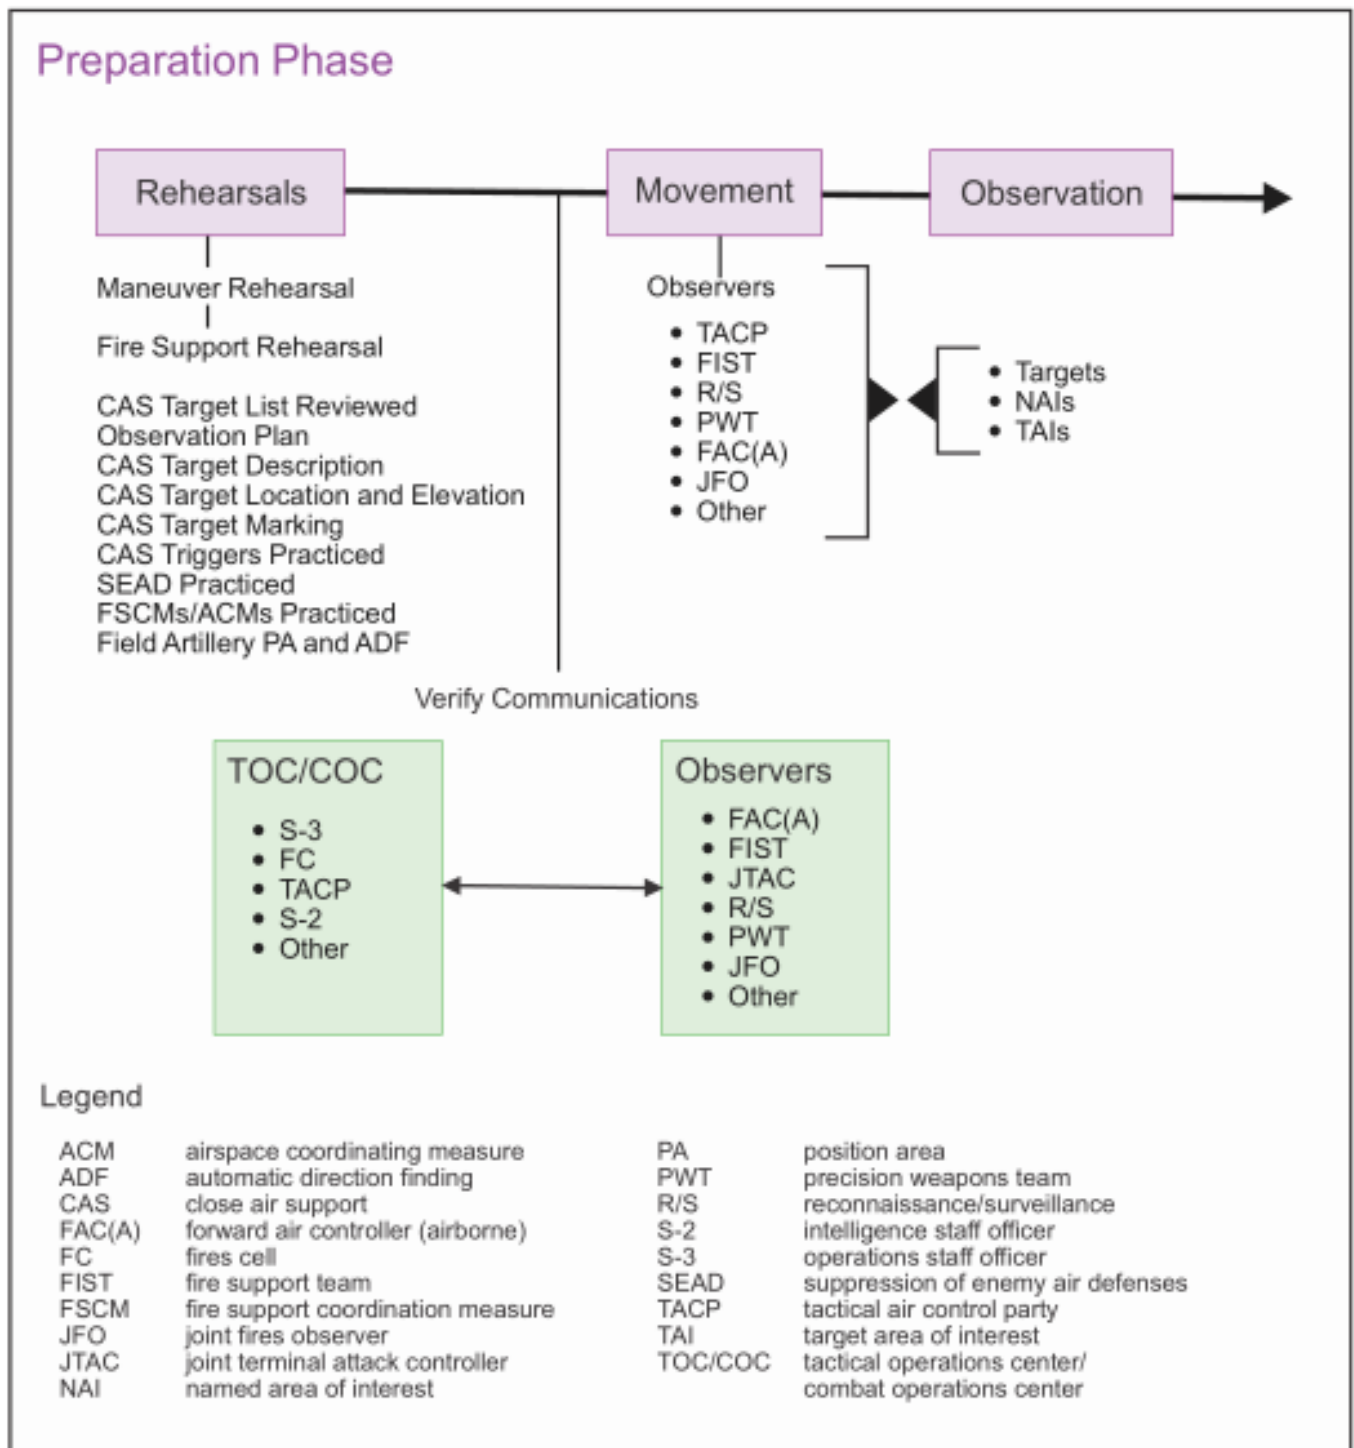 Preparation Phase
Rehearsals
Movement
Observation
Maneuver Rehearsal
Fire Support Rehearsal
CAS Target List Reviewed
Observation Plan
CAS Target Description
CAS Target Location and Elevation
CAS Target Marking
CAS Triggers Practiced
SEAD Practiced
FSCMs/ACMs Practiced
Field Artillery PA and ADF
Observers
• TACP
• FIST
• R/S
• PWT
• FAC(A)
• JFO
• Other
• Targets
• NAIs
• TAIs
Verify Communications
TOC/COC
• S-3
• FC
• TACP
• S-2
• Other
Observers
• FAC(A)
• FIST
• JTAC
• R/S
• PWT
• JFO
• Other
Legend
ACM airspace coordinating measure
ADF automatic direction finding
CAS close air support
FAC(A) forward air controller (airborne)
FC fires cell
FIST fire support team
FSCM fire support coordination measure
JFO joint fires observer
JTAC joint terminal attack controller
NAI named area of interest
PA position area
PWT precision weapons team
R/S reconnaissance/surveillance
S-2 intelligence staff officer
S-3 operations staff officer
SEAD suppression of enemy air defenses
TACP tactical air control party
TAI target area of interest
TOC/COC tactical operations center/
combat operations center